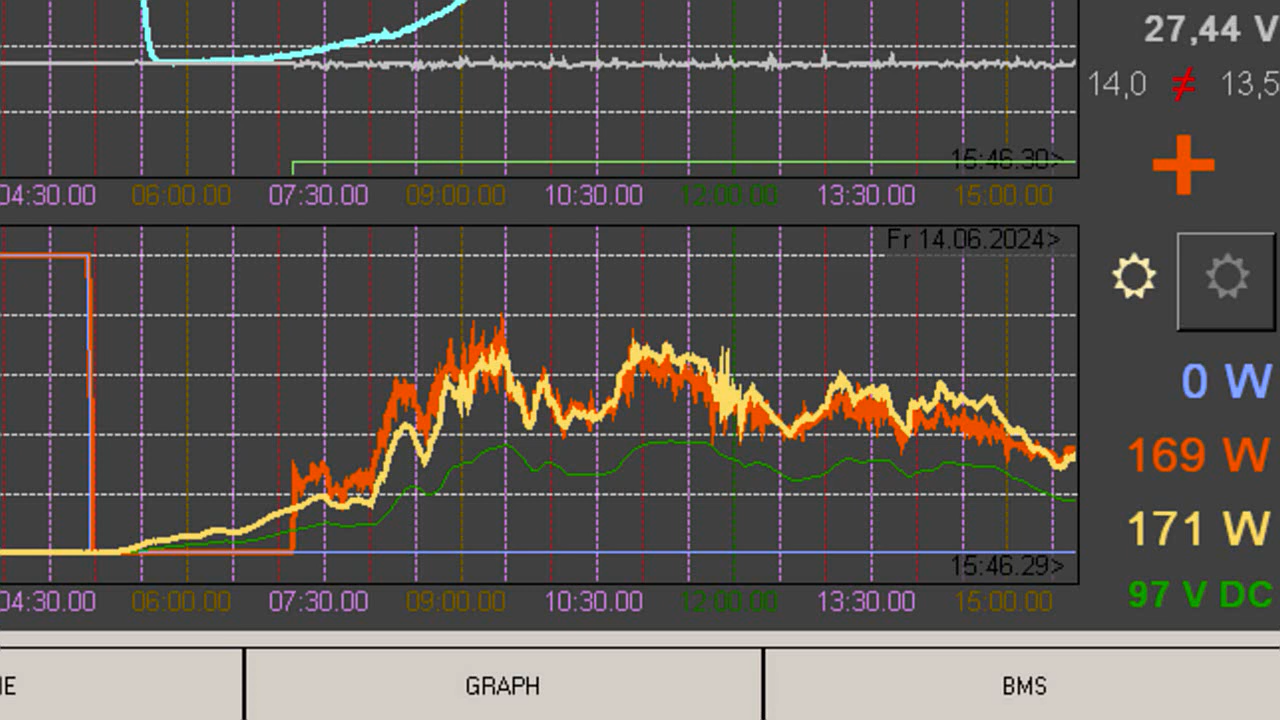 27,44 V
14,0 ≠ 13,5
15:46.30>
04:30.00 06:00.00 07:30.00 09:00.00 10:30.00 12:00.00 13:30.00 15:00.00
Fr 14.06.2024>
0 W
169 W
171 W
15:46.29>
97 V DC
04:30.00 06:00.00 07:30.00 09:00.00 10:30.00 12:00.00 13:30.00 15:00.00
IE GRAPH BMS